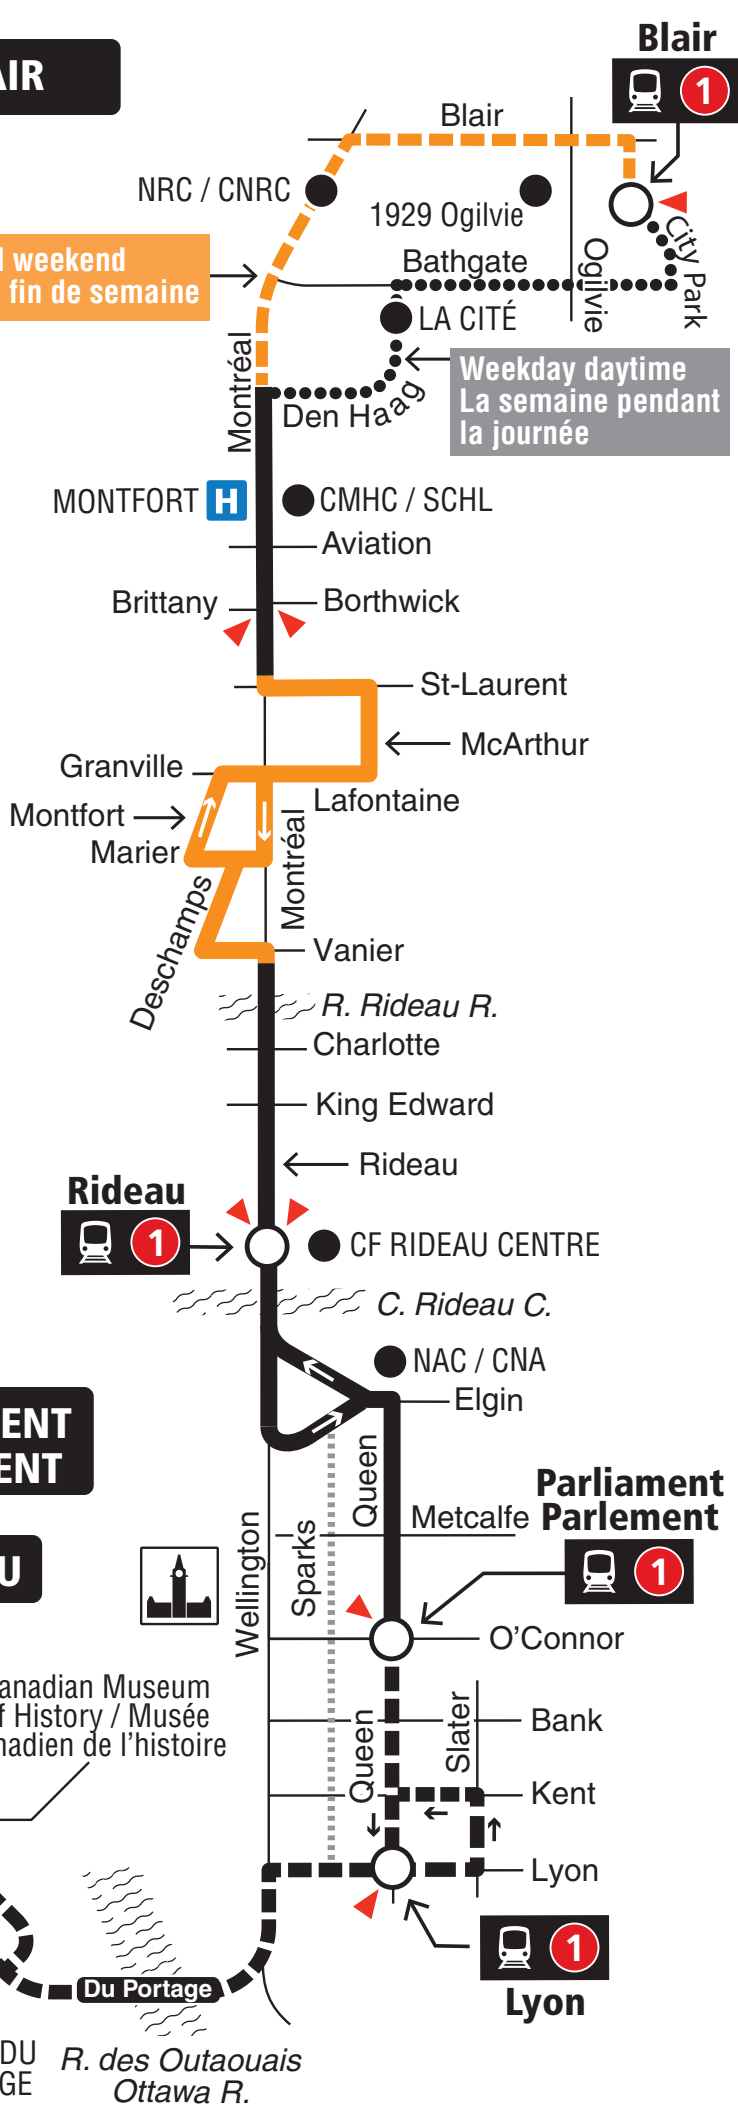 Blair
1
AIR
Blair
NRC / CNRC
1929 Ogilvie
City Park
weekend
fin de semaine
Bathgate
Ogilvie
LA CITÉ
Montréal
Den Haag
Weekday daytime
La semaine pendant
la journée
MONTFORT H
CMHC / SCHL
Aviation
Brittany
Borthwick
St-Laurent
McArthur
Granville
Lafontaine
Montfort
Marier
Montréal
Deschamps
Vanier
R. Rideau R.
Charlotte
King Edward
Rideau
Rideau
1
CF RIDEAU CENTRE
C. Rideau C.
NAC / CNA
Elgin
ENT
ENT
Queen
Parliament
Parlement
1
Metcalfe
Wellington
Sparks
U
O'Connor
anadian Museum
f History / Musée
nadien de l'histoire
Queen
Slater
Bank
Kent
Lyon
1
Lyon
Du Portage
DU
GE
R. des Outaouais
Ottawa R.